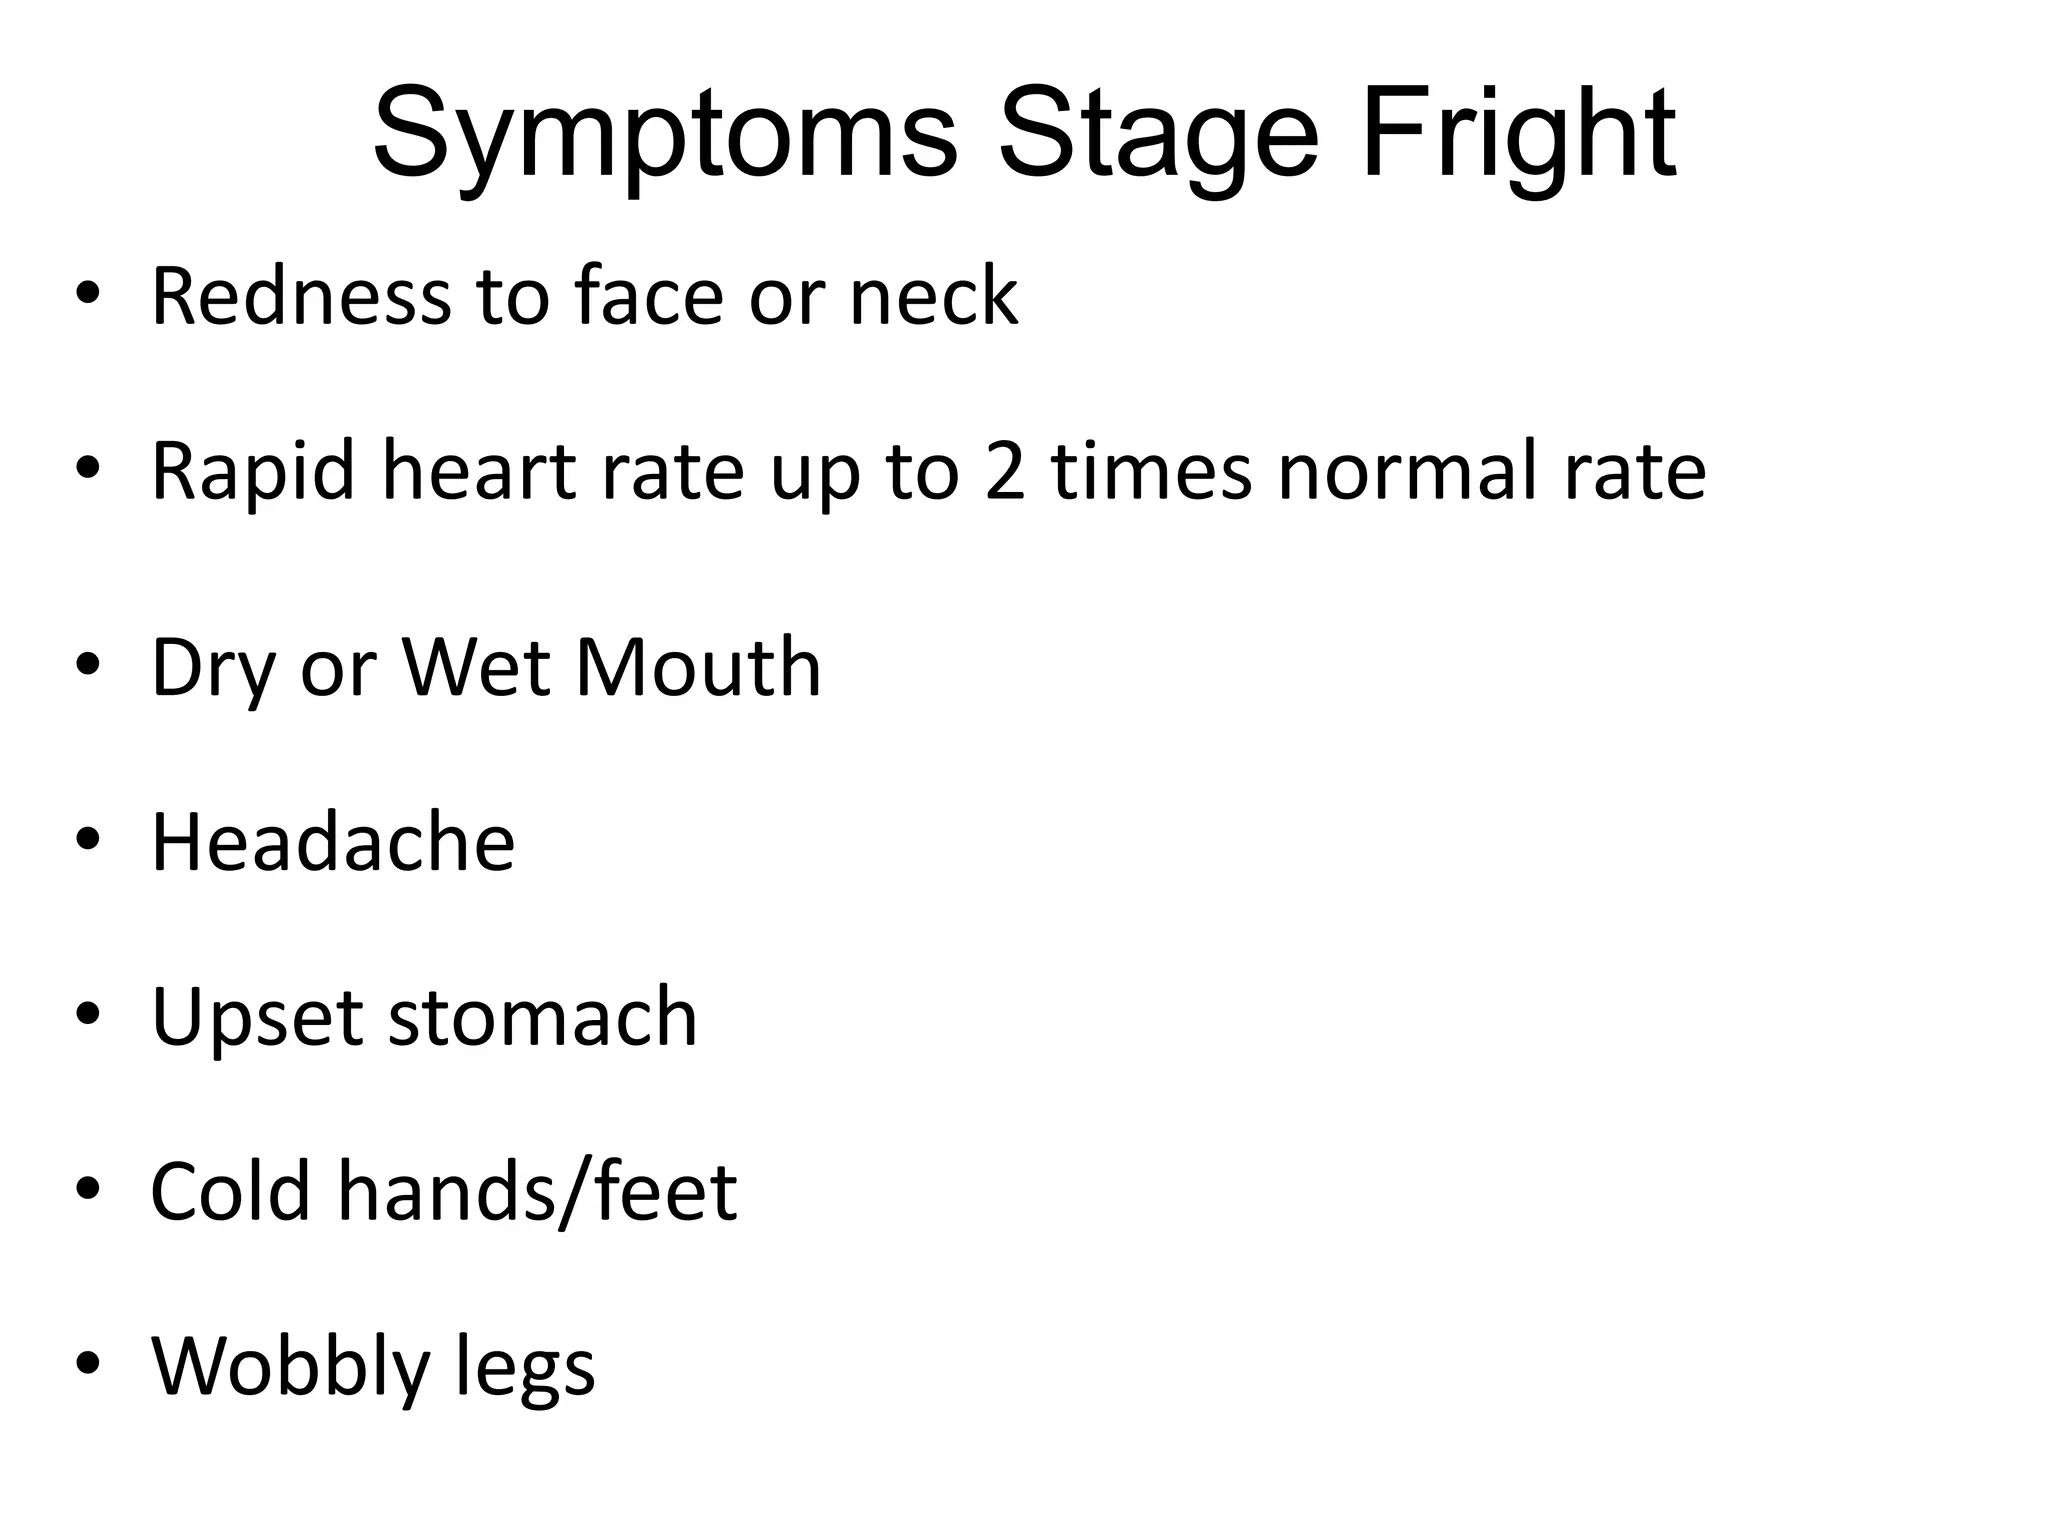 Symptoms Stage Fright
• Redness to face or neck
• Rapid heart rate up to 2 times normal rate
• Dry or Wet Mouth
• Headache
• Upset stomach
• Cold hands/feet
• Wobbly legs